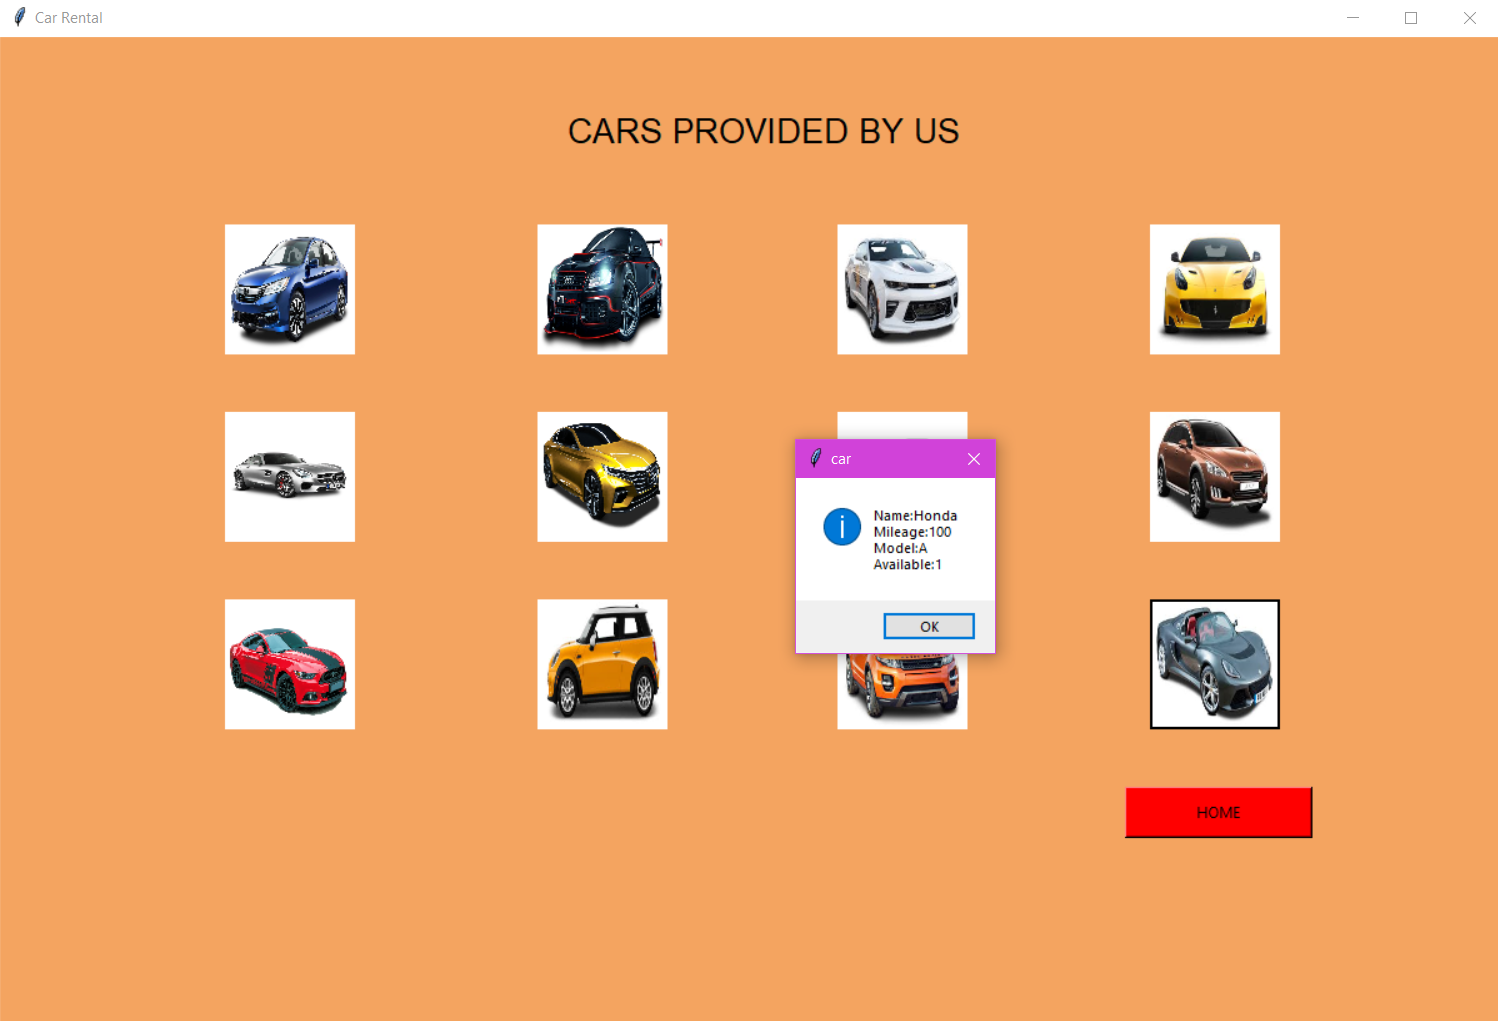 Car Rental
CARS PROVIDED BY US
car
Name:Honda
Mileage:100
Model:A
Available:1
OK
HOME